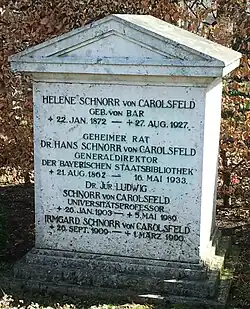 HELENE SCHNORR VON CAROLSFELD
GEB. VON BAR
+ 22. JAN. 1872 — + 27. AUG. 1927.
GEHEIMER RAT
DR. HANS SCHNORR VON CAROLSFELD
GENERALDIREKTOR
DER BAYERISCHEN STAATSBIBLIOTHEK
+ 21. AUG. 1862 — 16. MAI 1933.
DR. JUR. LUDWIG
SCHNORR VON CAROLSFELD
UNIVERSITÄTSPROFESSOR
+ 20. JAN. 1903 — + 5. MAI 1989.
IRMGARD SCHNORR VON CAROLSFELD
+ 20. SEPT. 1909 — + 1. MÄRZ